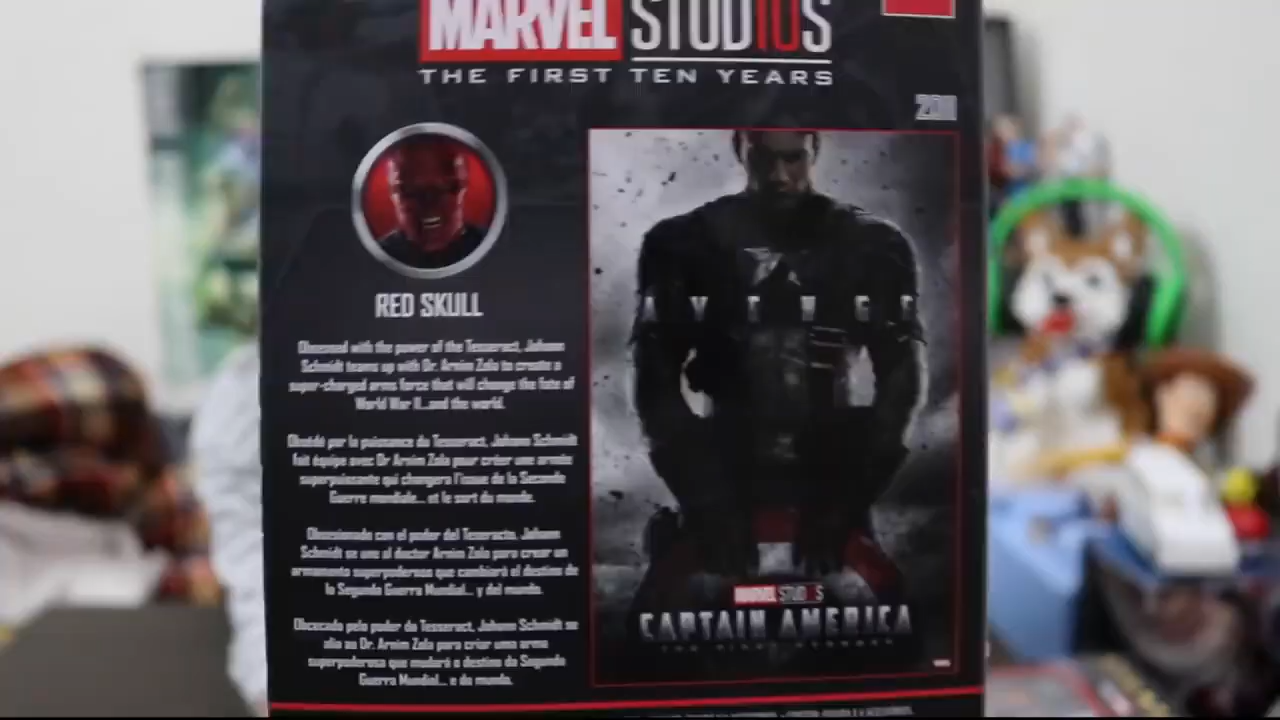 MARVEL STUDIOS
THE FIRST TEN YEARS
2011
RED SKULL
Obsessed with the power of the Tesseract, Johann
Schmidt teams up with Dr. Arnim Zola to create a
super-charged arms force that will change the fate of
World War II...and the world.
Obsédé par la puissance du Tesseract, Johann Schmidt
fait équipe avec Dr Arnim Zola pour créer une armée
superpuissante qui changera l'issue de la Seconde
Guerre mondiale... et le sort du monde.
Obsesionado con el poder del Teseracto, Johann
Schmidt se une al doctor Arnim Zola para crear un
armamento superpoderoso que cambiará el destino de
la Segunda Guerra Mundial... y del mundo.
Obcecado pelo poder do Tesseract, Johann Schmidt se
alia ao Dr. Arnim Zola para criar uma arma
superpoderosa que mudará o destino da Segunda
Guerra Mundial... e do mundo.
AVENGE
MARVEL STUDIOS
CAPTAIN AMERICA
THE FIRST AVENGER